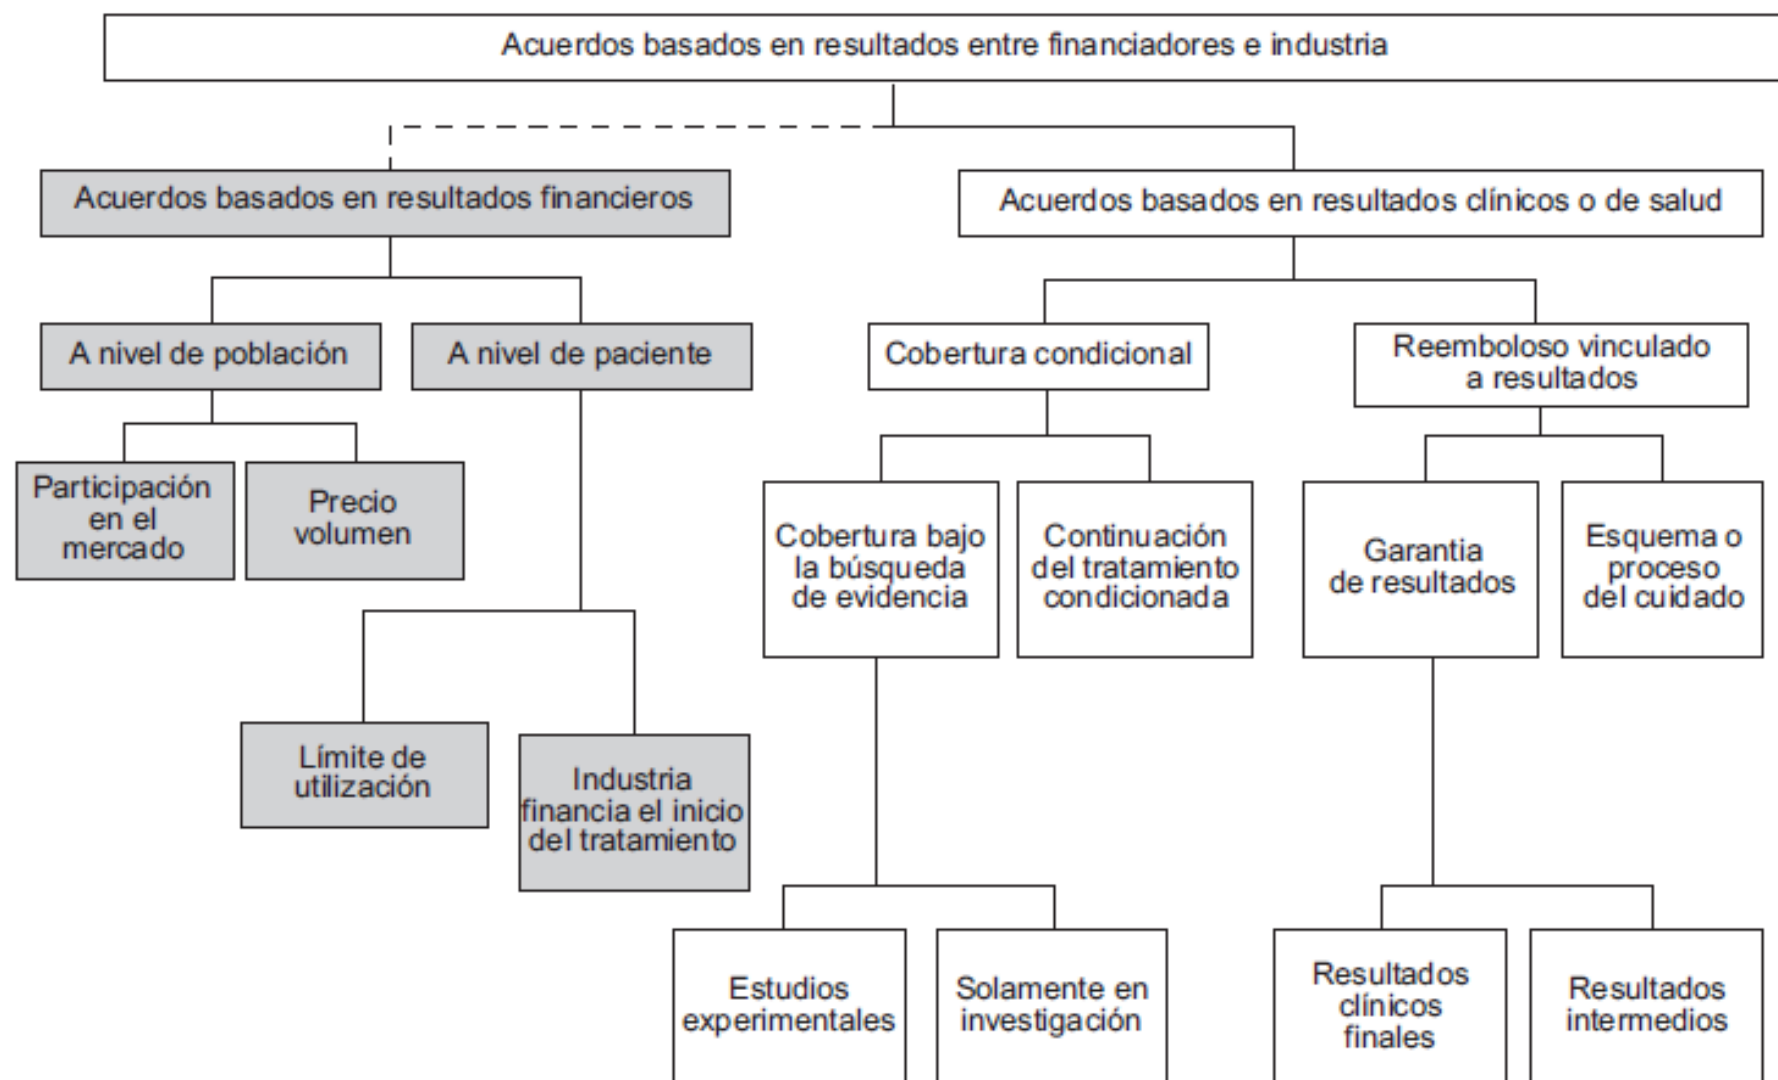 Acuerdos basados en resultados entre financiadores e industria
Acuerdos basados en resultados financieros
Acuerdos basados en resultados clínicos o de salud
A nivel de población
A nivel de paciente
Cobertura condicional
Reemboloso vinculado
a resultados
Participación
en el
mercado
Precio
volumen
Cobertura bajo
la búsqueda
de evidencia
Continuación
del tratamiento
condicionada
Garantia
de resultados
Esquema o
proceso
del cuidado
Límite de
utilización
Industria
financia el inicio
del tratamiento
Estudios
experimentales
Solamente en
investigación
Resultados
clínicos
finales
Resultados
intermedios